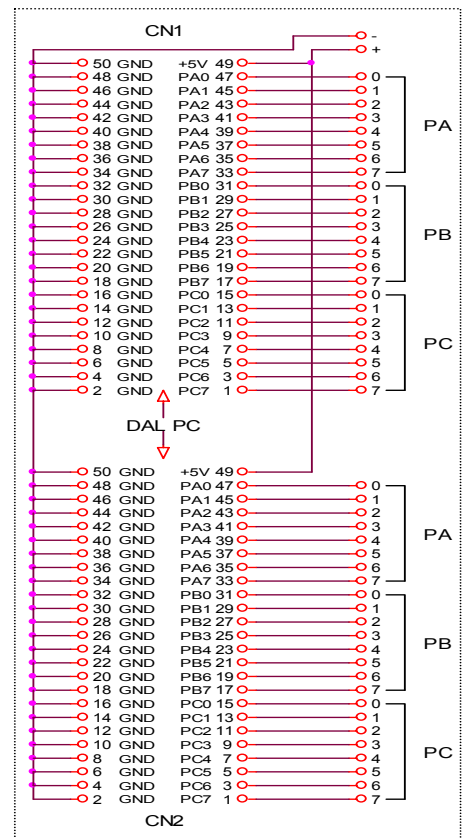 CN1
-
+
50 GND +5V 49
48 GND PA0 47 0
46 GND PA1 45 1
44 GND PA2 43 2
42 GND PA3 41 3
40 GND PA4 39 4
38 GND PA5 37 5
36 GND PA6 35 6
34 GND PA7 33 7
PA
32 GND PB0 31 0
30 GND PB1 29 1
28 GND PB2 27 2
26 GND PB3 25 3
24 GND PB4 23 4
22 GND PB5 21 5
20 GND PB6 19 6
18 GND PB7 17 7
PB
16 GND PC0 15 0
14 GND PC1 13 1
12 GND PC2 11 2
10 GND PC3 9 3
8 GND PC4 7 4
6 GND PC5 5 5
4 GND PC6 3 6
2 GND PC7 1 7
PC
DAL PC
50 GND +5V 49
48 GND PA0 47 0
46 GND PA1 45 1
44 GND PA2 43 2
42 GND PA3 41 3
40 GND PA4 39 4
38 GND PA5 37 5
36 GND PA6 35 6
34 GND PA7 33 7
PA
32 GND PB0 31 0
30 GND PB1 29 1
28 GND PB2 27 2
26 GND PB3 25 3
24 GND PB4 23 4
22 GND PB5 21 5
20 GND PB6 19 6
18 GND PB7 17 7
PB
16 GND PC0 15 0
14 GND PC1 13 1
12 GND PC2 11 2
10 GND PC3 9 3
8 GND PC4 7 4
6 GND PC5 5 5
4 GND PC6 3 6
2 GND PC7 1 7
PC
CN2